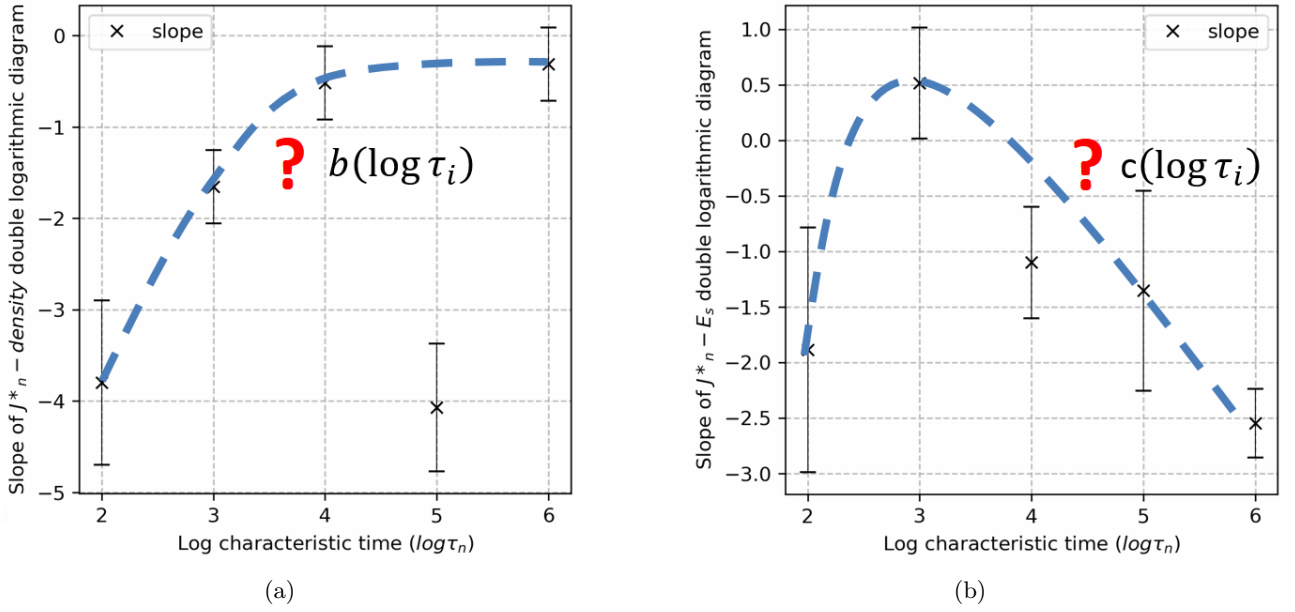 Slope of J*ₙ − density double logarithmic diagram
0
−1
−2
−3
−4
−5
slope
?
b(log τᵢ)
2 3 4 5 6
Log characteristic time (logτₙ)
(a)
Slope of J*ₙ − Eₛ double logarithmic diagram
1.0
0.5
0.0
−0.5
−1.0
−1.5
−2.0
−2.5
−3.0
slope
?
c(log τᵢ)
2 3 4 5 6
Log characteristic time (logτₙ)
(b)